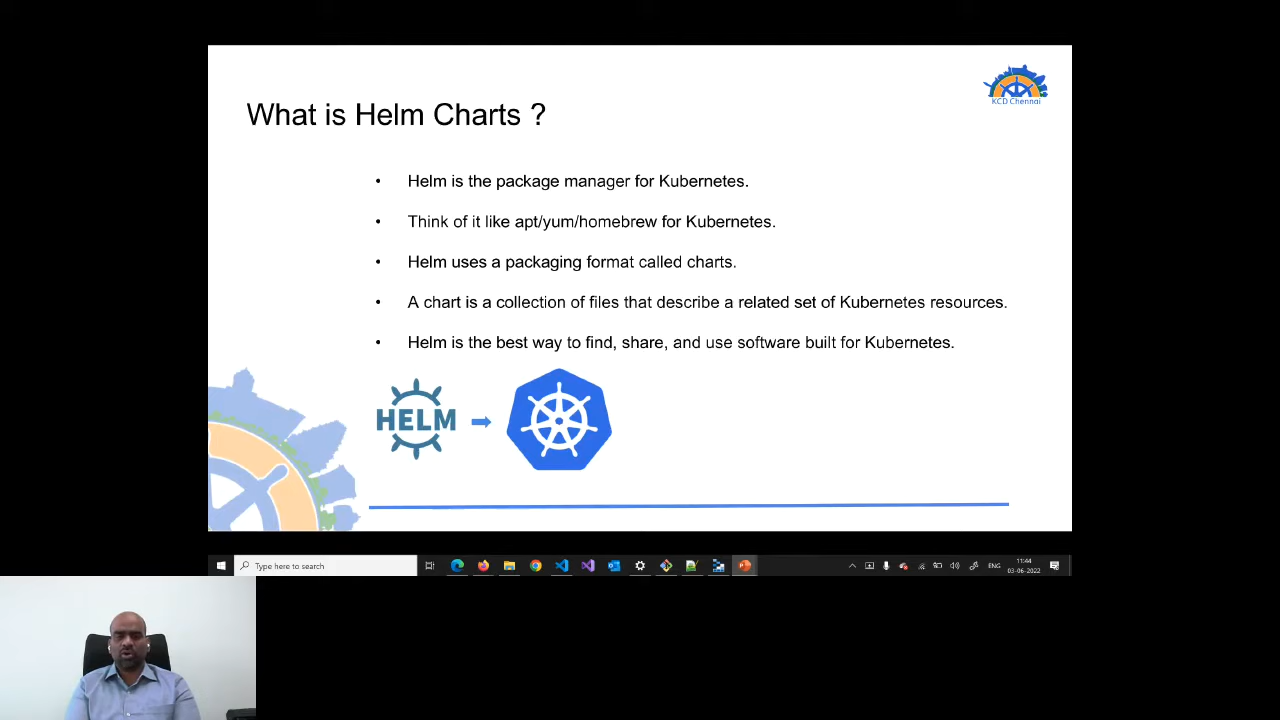 KCD Chennai
What is Helm Charts ?
• Helm is the package manager for Kubernetes.
• Think of it like apt/yum/homebrew for Kubernetes.
• Helm uses a packaging format called charts.
• A chart is a collection of files that describe a related set of Kubernetes resources.
• Helm is the best way to find, share, and use software built for Kubernetes.
HELM
Type here to search
ENG
11:44
03-06-2022